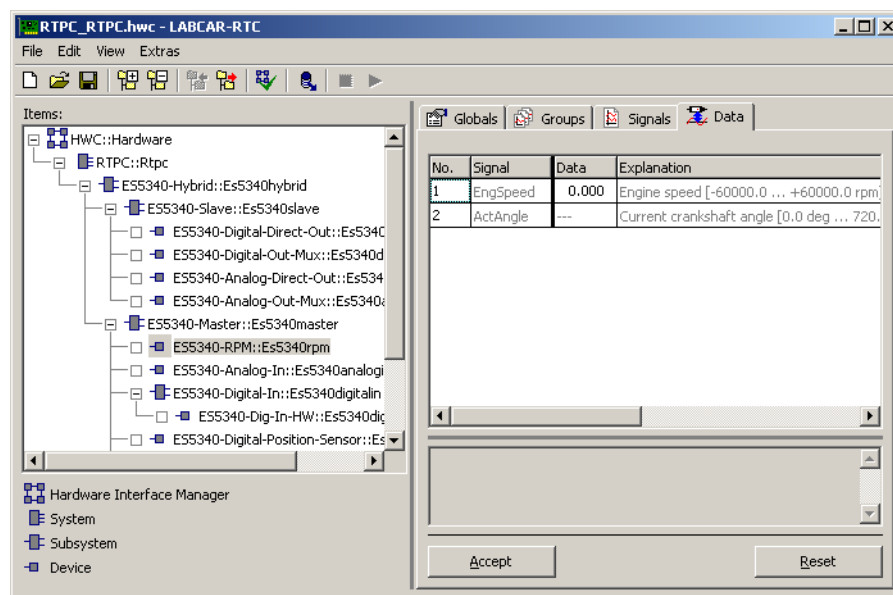 RTPC_RTPC.hwc - LABCAR-RTC
File Edit View Extras
Items:
HWC::Hardware
RTPC::Rtpc
ES5340-Hybrid::Es5340hybrid
ES5340-Slave::Es5340slave
ES5340-Digital-Direct-Out::Es534C
ES5340-Digital-Out-Mux::Es5340d
ES5340-Analog-Direct-Out::Es534
ES5340-Analog-Out-Mux::Es5340a
ES5340-Master::Es5340master
ES5340-RPM::Es5340rpm
ES5340-Analog-In::Es5340analogi
ES5340-Digital-In::Es5340digitalin
ES5340-Dig-In-HW::Es5340dig
ES5340-Digital-Position-Sensor::Es
Hardware Interface Manager
System
Subsystem
Device
Globals Groups Signals Data
No. Signal Data Explanation
1 EngSpeed 0.000 Engine speed [-60000.0 ... +60000.0 rpm]
2 ActAngle --- Current crankshaft angle [0.0 deg ... 720.
Accept Reset